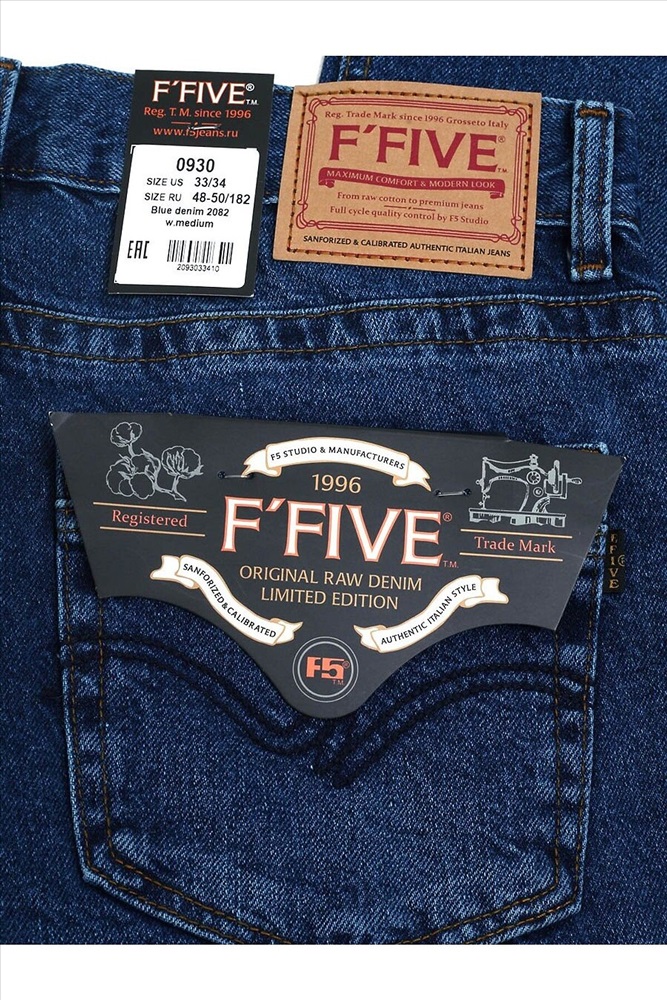 F'FIVE® T.M.
Reg. T. M. since 1996
www.f5jeans.ru
0930
SIZE US 33/34
SIZE RU 48-50/182
Blue denim 2082
w.medium
EAC
2093033410
Reg. Trade Mark since 1996 Grosseto Italy
F'FIVE® T.M.
MAXIMUM COMFORT & MODERN LOOK
From raw cotton to premium jeans
Full cycle quality control by F5 Studio
SANFORIZED & CALIBRATED AUTHENTIC ITALIAN JEANS
F5 STUDIO & MANUFACTURERS
1996
Registered
F'FIVE® T.M.
Trade Mark
ORIGINAL RAW DENIM
LIMITED EDITION
SANFORIZED & CALIBRATED
AUTHENTIC ITALIAN STYLE
F5® T.M.
F'FIVE®